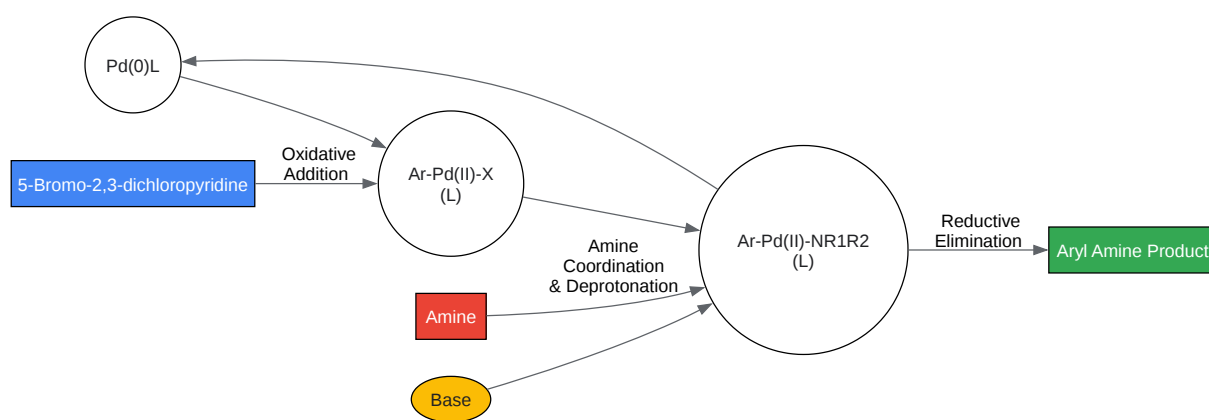 Pd(0)L
5-Bromo-2,3-dichloropyridine
Oxidative
Addition
Ar-Pd(II)-X
(L)
Amine
Coordination
& Deprotonation
Amine
Base
Ar-Pd(II)-NR1R2
(L)
Reductive
Elimination
Aryl Amine Product